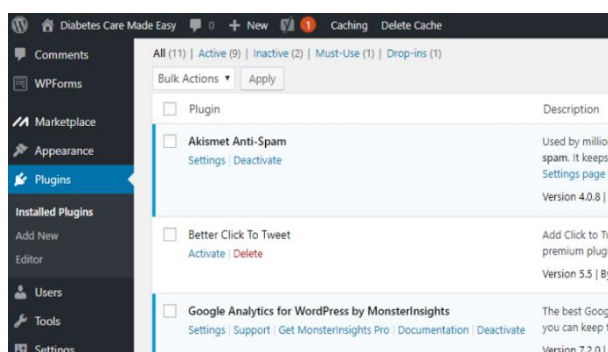 Diabetes Care Made Easy 0 + New 1 Caching Delete Cache
Comments
WPForms
Marketplace
Appearance
Plugins
Installed Plugins
Add New
Editor
Users
Tools
Settings
All (11) | Active (9) | Inactive (2) | Must-Use (1) | Drop-ins (1)
Bulk Actions Apply
Plugin Description
Akismet Anti-Spam
Settings | Deactivate
Used by millio
spam. It keeps
Settings page
Version 4.0.8 |
Better Click To Tweet
Activate | Delete
Add Click to T
premium plug
Version 5.5 | B
Google Analytics for WordPress by MonsterInsights
Settings | Support | Get MonsterInsights Pro | Documentation | Deactivate
The best Goog
you can keep
Version 7.2.0 |